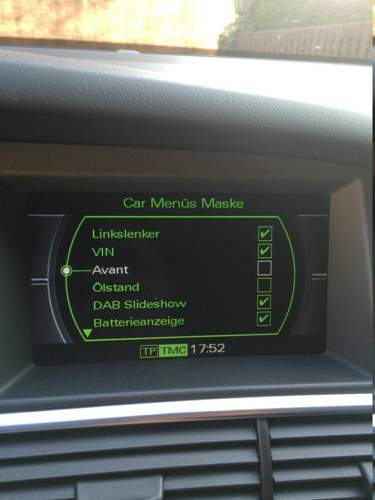 Car Menüs Maske
Linkslenker
VIN
Avant
Ölstand
DAB Slideshow
Batterieanzeige
TP TMC 17:52